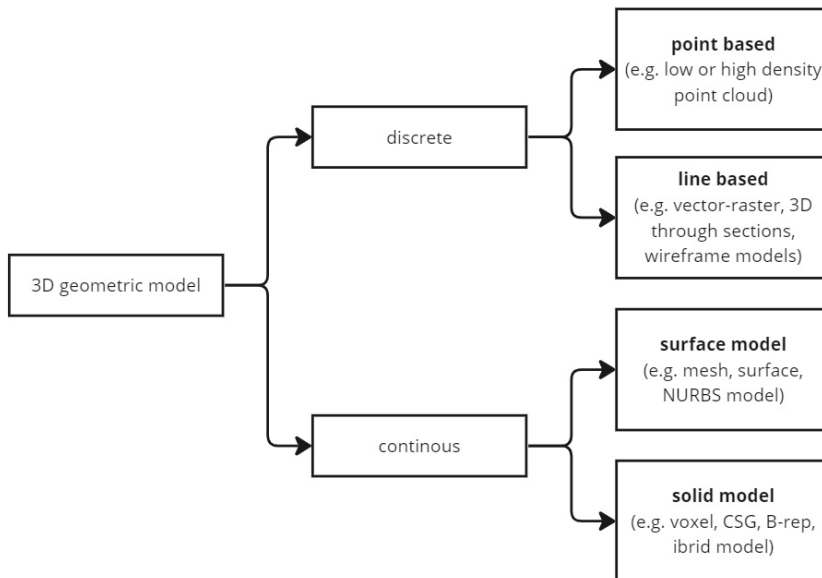 point based
(e.g. low or high density
point cloud)
discrete
line based
(e.g. vector-raster, 3D
through sections,
wireframe models)
3D geometric model
surface model
(e.g. mesh, surface,
NURBS model)
continous
solid model
(e.g. voxel, CSG, B-rep,
ibrid model)